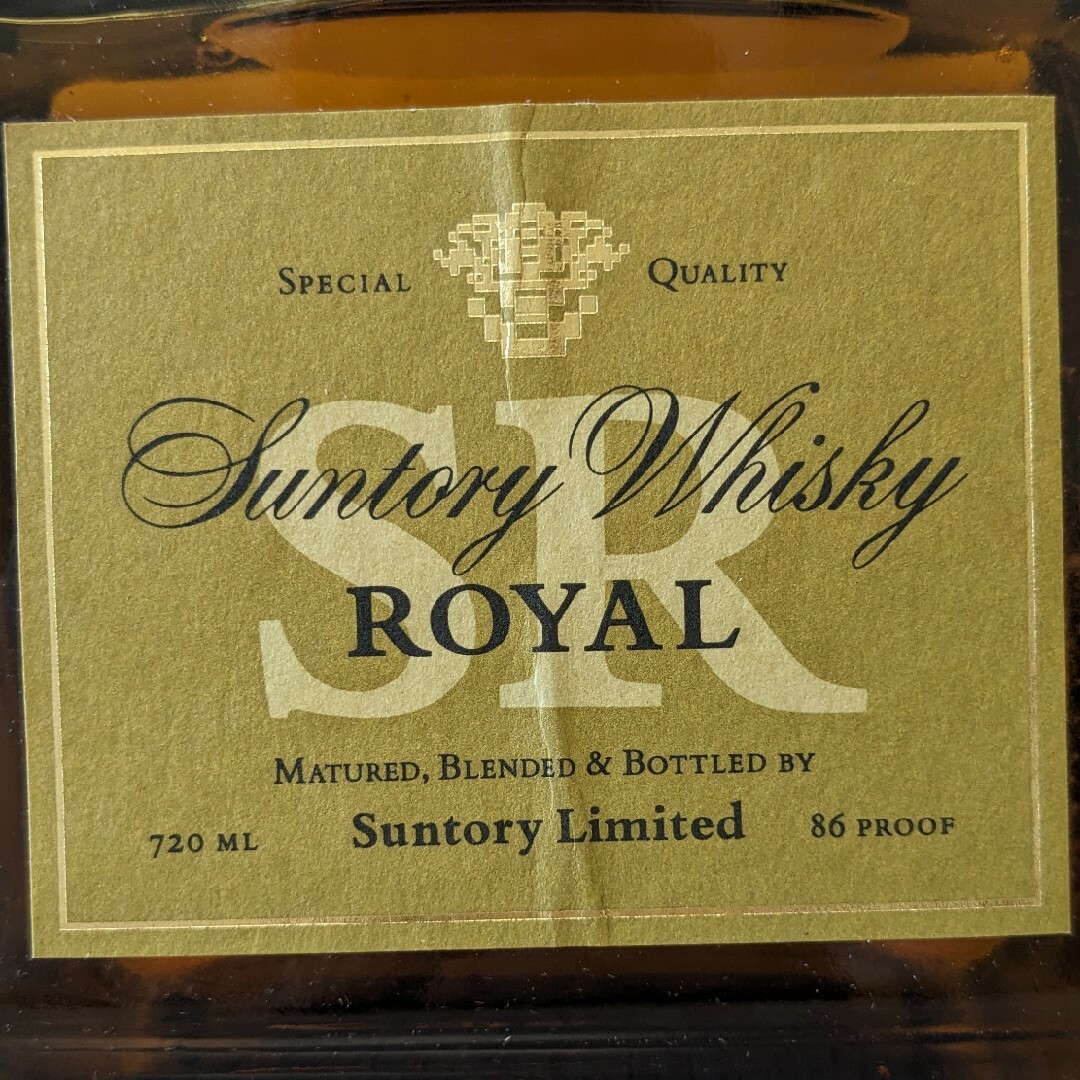 Special Quality
SR
Suntory Whisky
ROYAL
Matured, Blended & Bottled by
720 ml Suntory Limited 86 proof